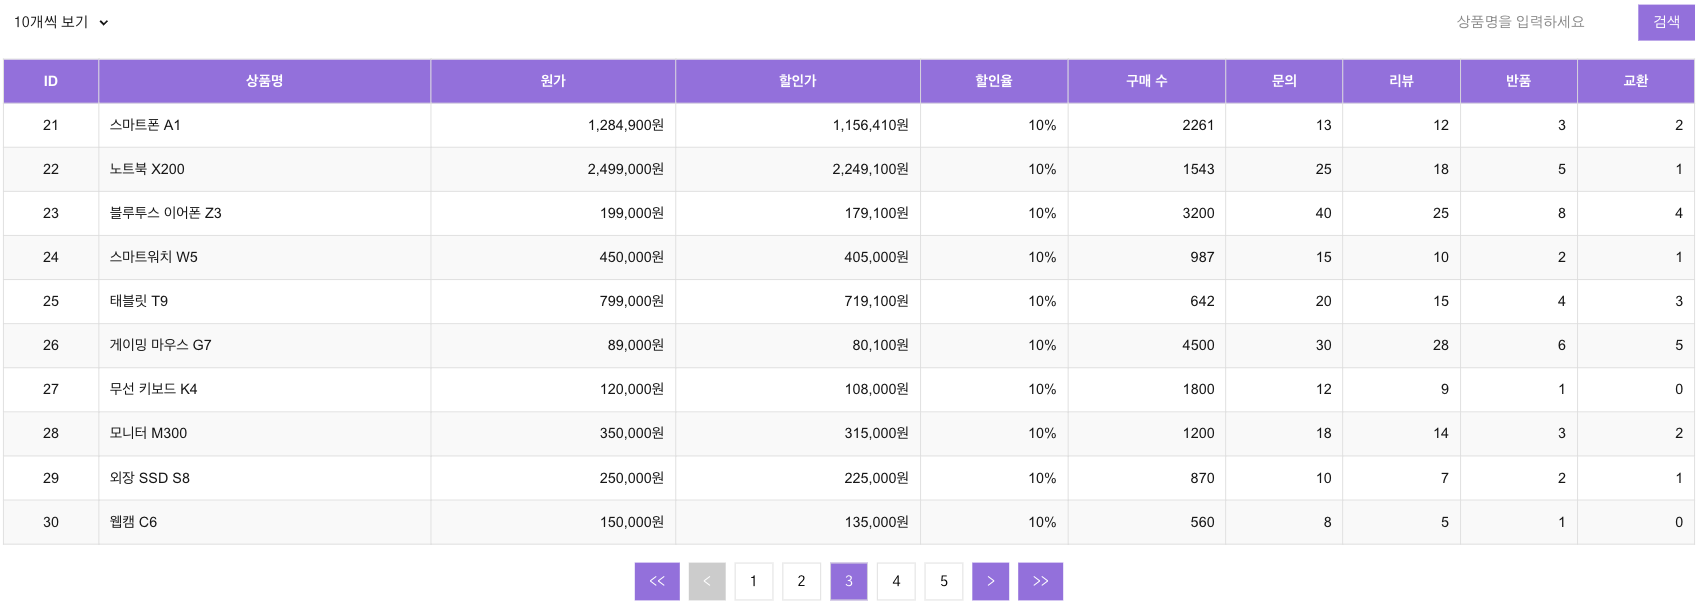 10개씩 보기 상품명을 입력하세요 검색
ID 상품명 원가 할인가 할인율 구매 수 문의 리뷰 반품 교환
21 스마트폰 A1 1,284,900원 1,156,410원 10% 2261 13 12 3 2
22 노트북 X200 2,499,000원 2,249,100원 10% 1543 25 18 5 1
23 블루투스 이어폰 Z3 199,000원 179,100원 10% 3200 40 25 8 4
24 스마트워치 W5 450,000원 405,000원 10% 987 15 10 2 1
25 태블릿 T9 799,000원 719,100원 10% 642 20 15 4 3
26 게이밍 마우스 G7 89,000원 80,100원 10% 4500 30 28 6 5
27 무선 키보드 K4 120,000원 108,000원 10% 1800 12 9 1 0
28 모니터 M300 350,000원 315,000원 10% 1200 18 14 3 2
29 외장 SSD S8 250,000원 225,000원 10% 870 10 7 2 1
30 웹캠 C6 150,000원 135,000원 10% 560 8 5 1 0
<< < 1 2 3 4 5 > >>